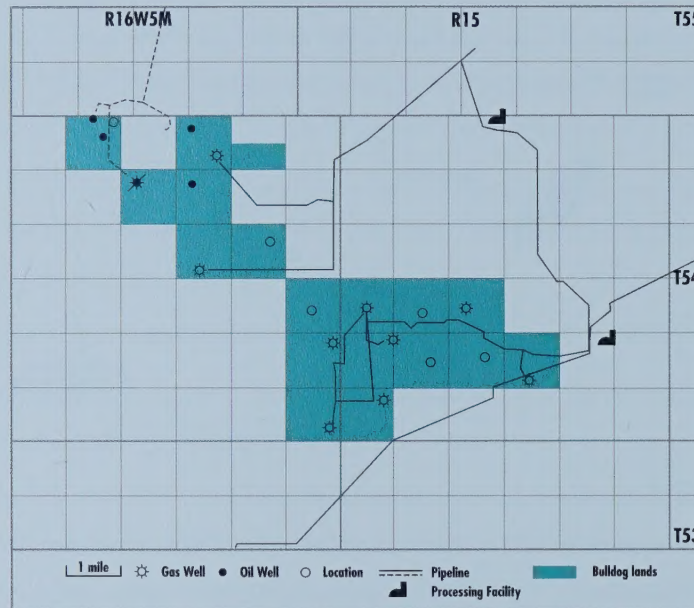 R16W5M R15 T55
T54
T53
1 mile Gas Well Oil Well Location Pipeline Bulldog lands
Processing Facility